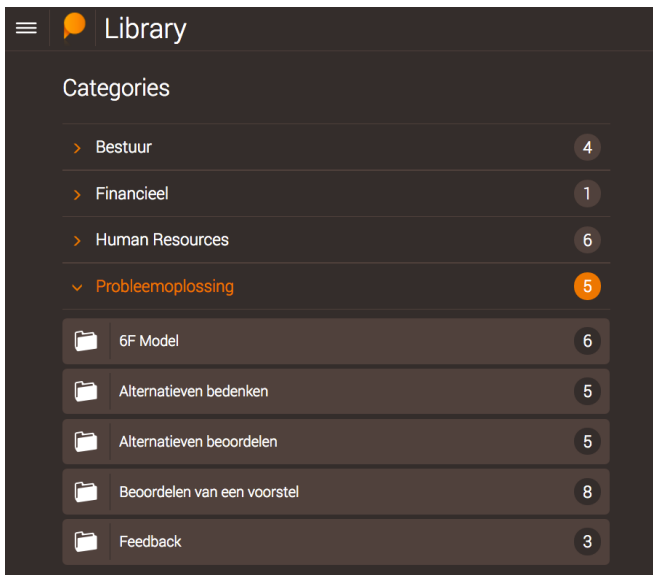 Library
Categories
Bestuur 4
Financieel 1
Human Resources 6
Probleemoplossing 5
6F Model 6
Alternatieven bedenken 5
Alternatieven beoordelen 5
Beoordelen van een voorstel 8
Feedback 3